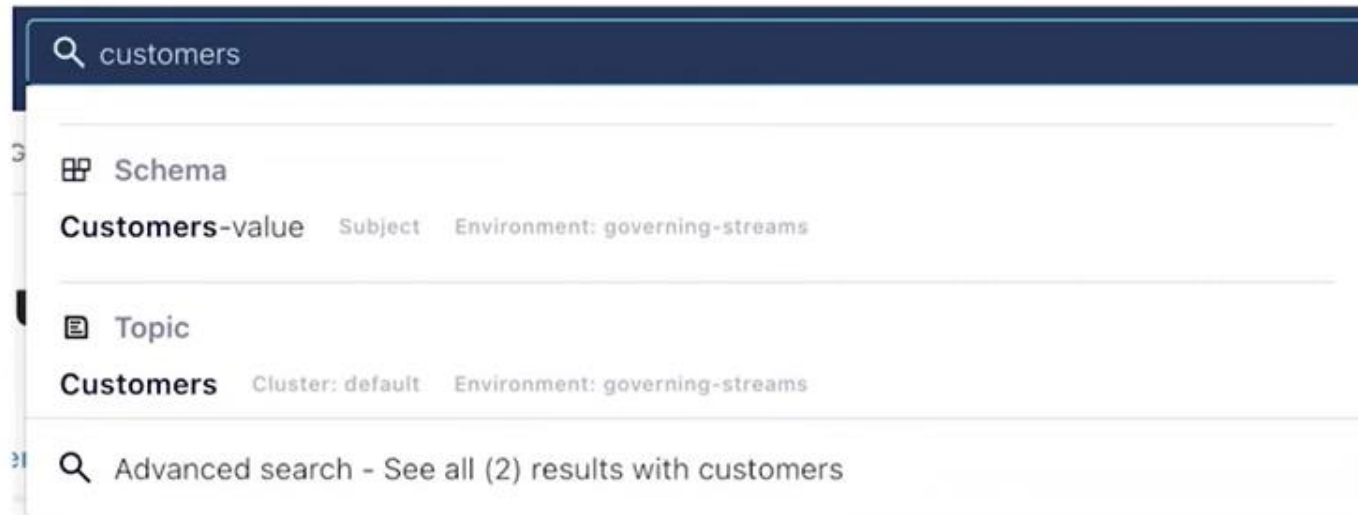 customers
Schema
Customers-value Subject Environment: governing-streams
Topic
Customers Cluster: default Environment: governing-streams
Advanced search - See all (2) results with customers